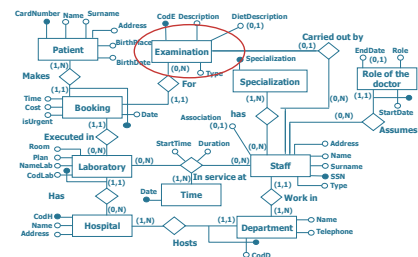 CardNumber Name Surname
Address
Patient
BirthPlace
BirthDate
CodE Description
DietDescription
(0,1)
Examination
Type
Carried out by
(0,1)
(0,N)
Specialization
Specialization
EndDate
(0,1)
Role
Role of the doctor
StartDate
(1,1)
Assumes
Makes
(1,N)
(0,N)
For
(1,N)
has
Time
Cost
isUrgent
Booking
(1,1)
(1,1)
Date
(1,1)
Executed in
(0,N)
Association
(0,1)
StartTime Duration
Room
Plan
NameLab
CodLab
Laboratory
(0,N)
(0,N)
In service at
(1,N)
Date
Time
Staff
Address
Name
Surname
SSN
Type
(0,N)
(1,1)
Has
(1,1)
(0,N)
Work in
(1,N)
CodH
Name
Address
Hospital
(1,N)
Hosts
(1,1)
Department
Name
Telephone
CodD